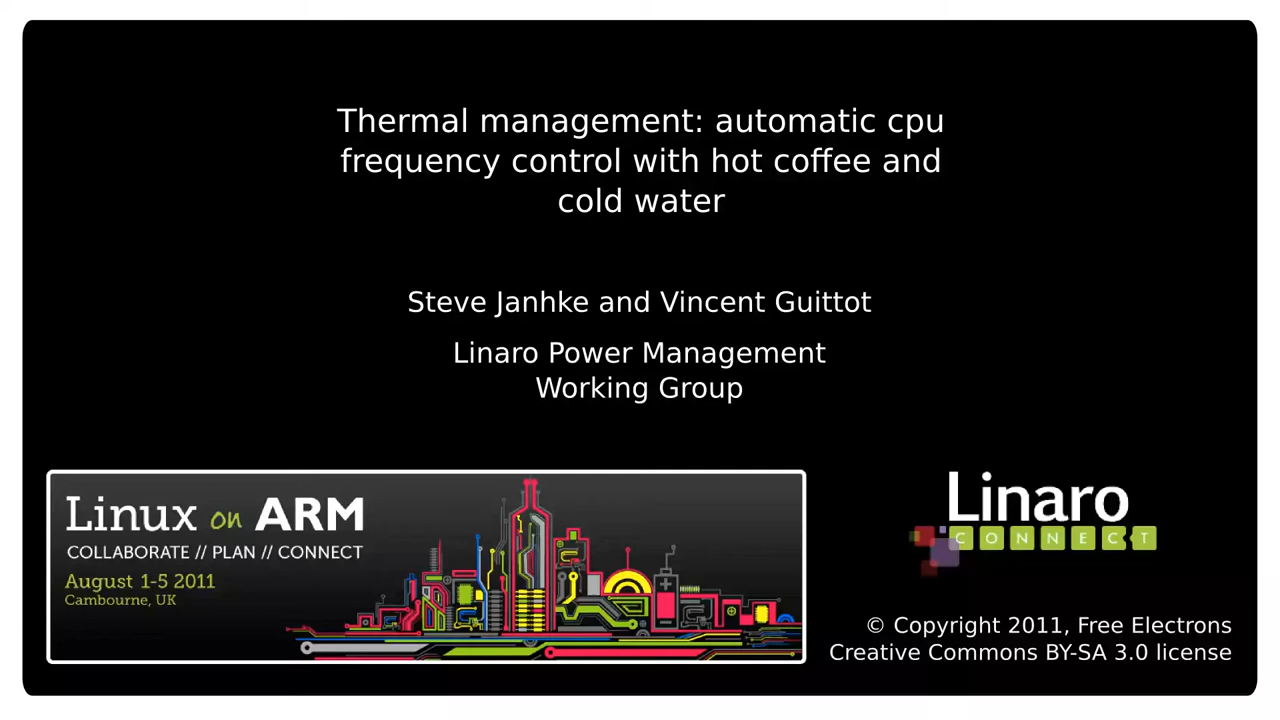 Thermal management: automatic cpu
frequency control with hot coffee and
cold water
Steve Janhke and Vincent Guittot
Linaro Power Management
Working Group
Linux on ARM
COLLABORATE // PLAN // CONNECT
August 1-5 2011
Cambourne, UK
Linaro
CONNECT
© Copyright 2011, Free Electrons
Creative Commons BY-SA 3.0 license